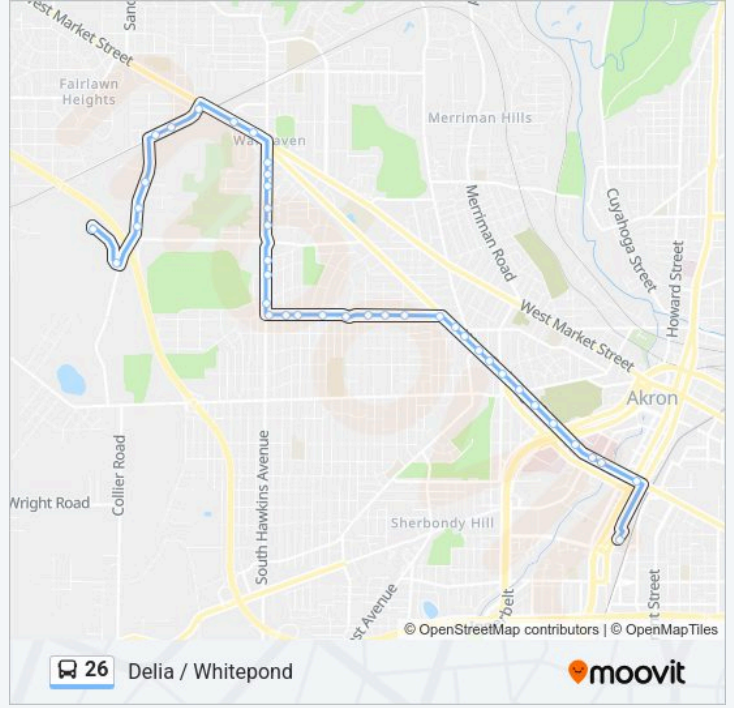 West Market Street
Fairlawn
Heights
Merriman Hills
Merriman Road
Cuyahoga Street
Howard Street
West Market Street
Akron
Collier Road
South Hawkins Avenue
Wright Road
Sherbondy Hill
© OpenStreetMap contributors | © OpenMapTiles
26 Delia / Whitepond
moovit